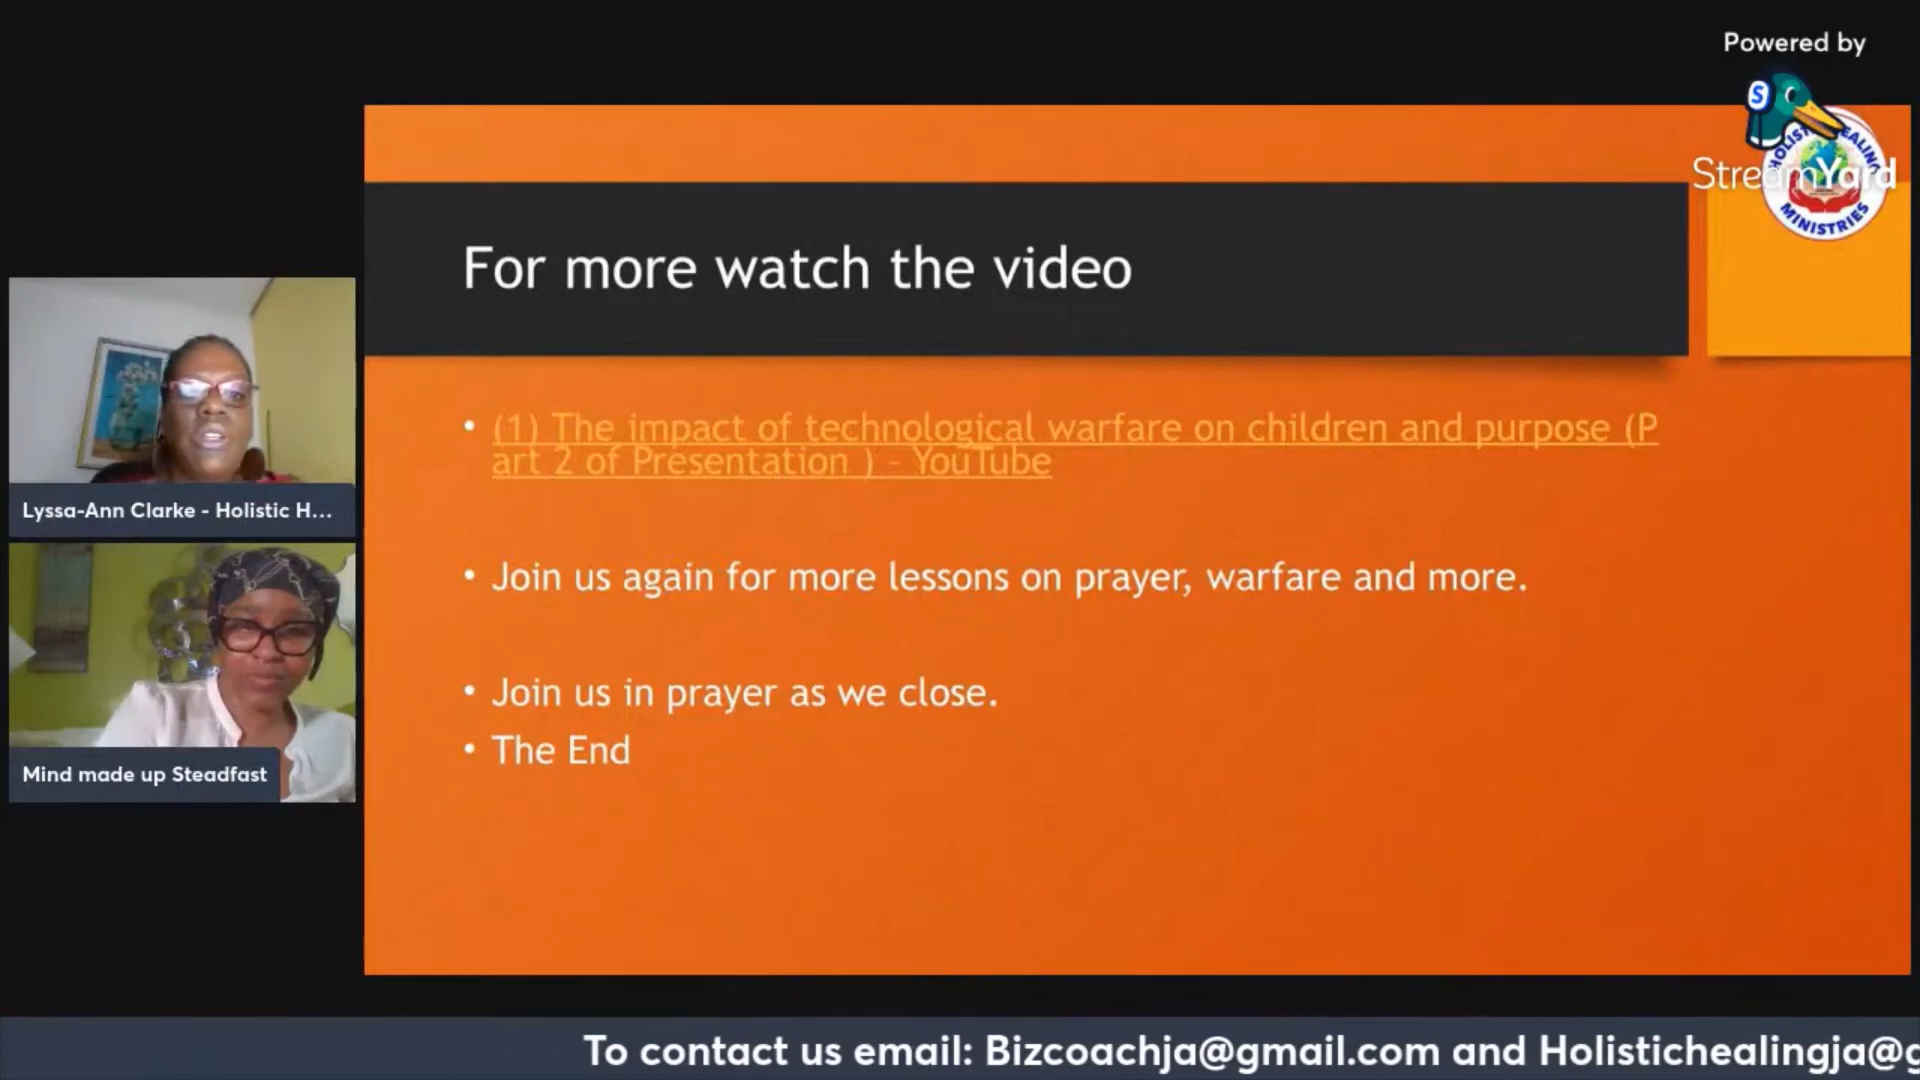 Powered by
S
StreamYard
HOLISTIC HEALING
MINISTRIES
For more watch the video
• (1) The impact of technological warfare on children and purpose (P
art 2 of Presentation ) - YouTube
• Join us again for more lessons on prayer, warfare and more.
• Join us in prayer as we close.
• The End
Lyssa-Ann Clarke - Holistic H...
Mind made up Steadfast
To contact us email: Bizcoachja@gmail.com and Holistichealingja@g